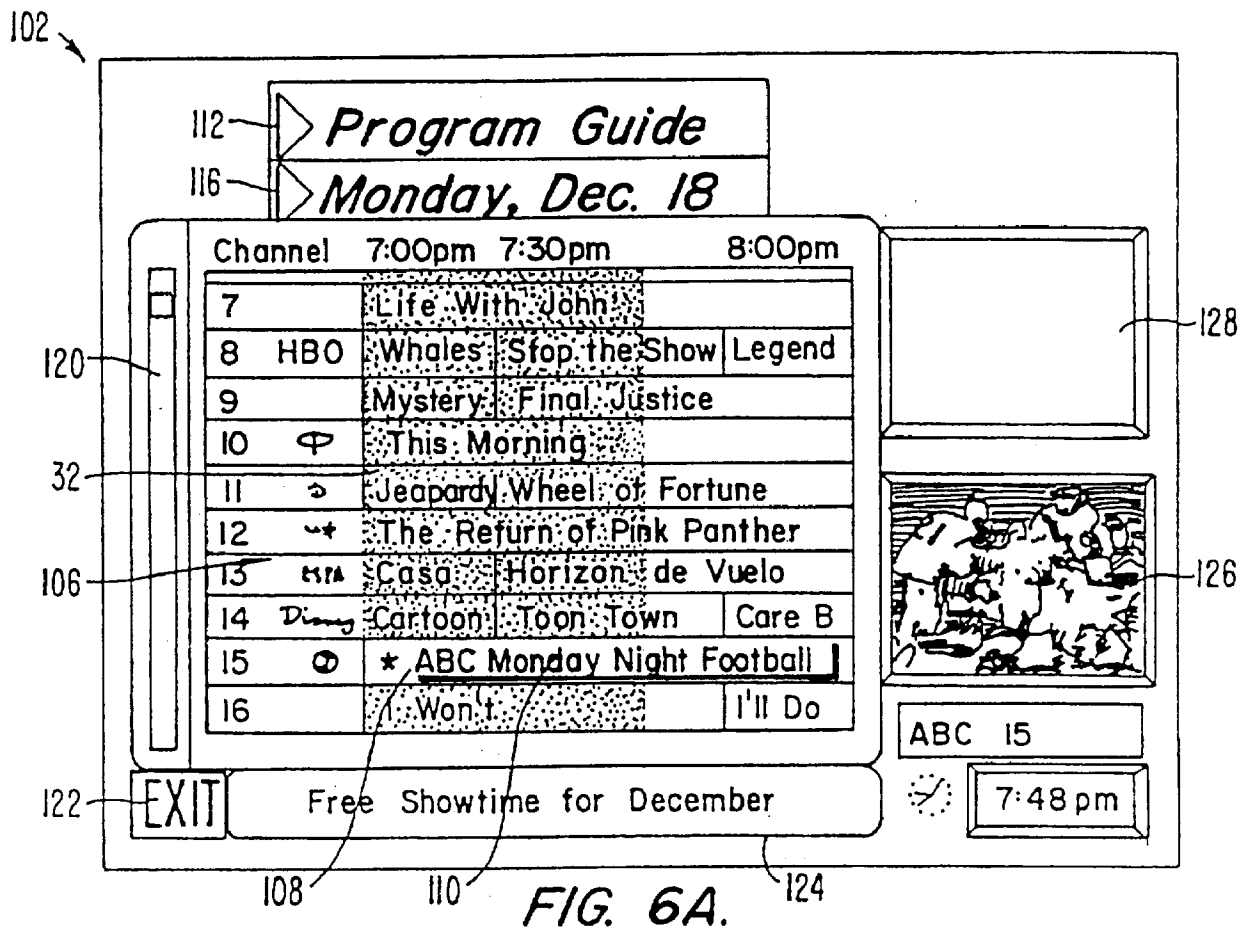 102
112 Program Guide
116 Monday, Dec. 18
Channel 7:00pm 7:30pm 8:00pm
7 Life With John
8 HBO Whales Stop the Show Legend
128
120
9 Mystery Final Justice
10 This Morning
32
11 Jeapardy Wheel of Fortune
12 The Return of Pink Panther
106
13 Casa Horizon de Vuelo
126
14 Disney Cartoon Toon Town Care B
15 * ABC Monday Night Football
16 I Won't I'll Do
ABC 15
122 EXIT Free Showtime for December 7:48pm
108 110 124
FIG. 6A.